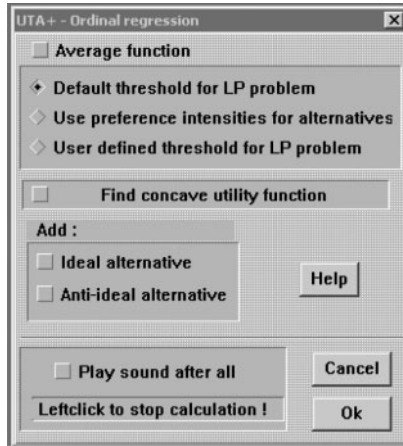 UTA+ - Ordinal regression
Average function
Default threshold for LP problem
Use preference intensities for alternatives
User defined threshold for LP problem
Find concave utility function
Add :
Ideal alternative
Anti-ideal alternative
Help
Play sound after all
Leftclick to stop calculation !
Cancel
Ok